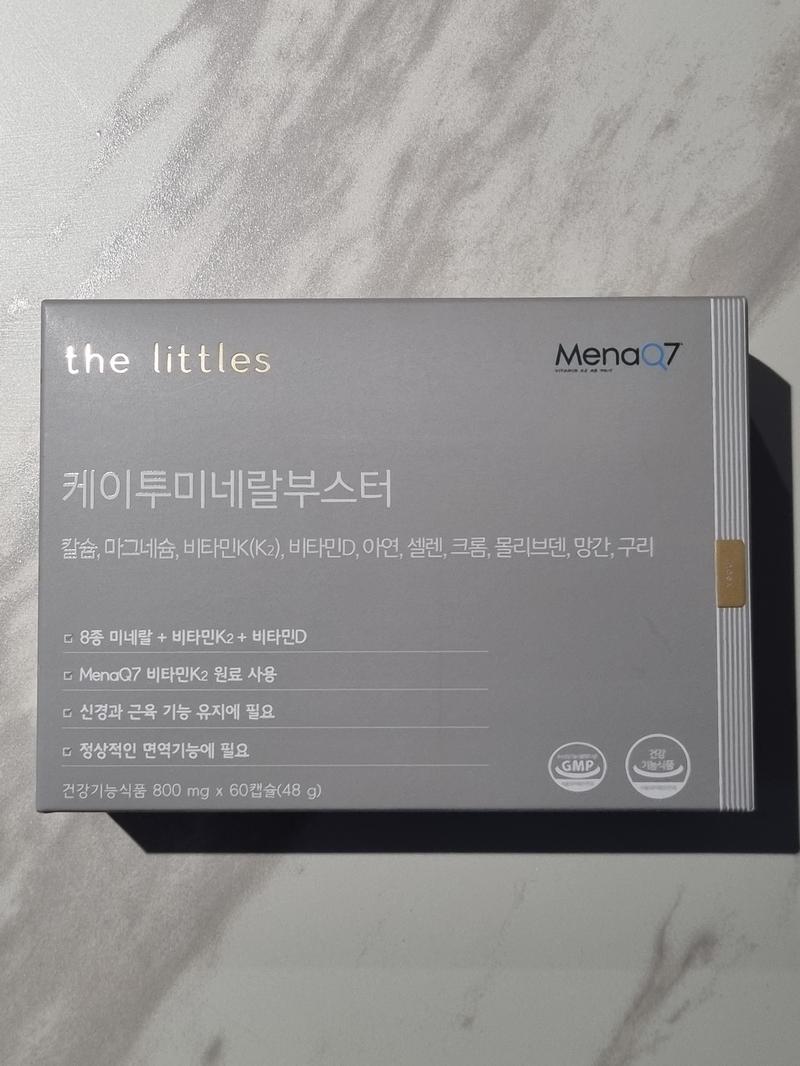 the littles
MenaQ7
케이투미네랄부스터
칼슘, 마그네슘, 비타민K(K2), 비타민D, 아연, 셀렌, 크롬, 몰리브덴, 망간, 구리
8종 미네랄 + 비타민K2 + 비타민D
MenaQ7 비타민K2 원료 사용
신경과 근육 기능 유지에 필요
정상적인 면역기능에 필요
건강기능식품 800 mg x 60캡슐(48 g)
GMP
건강
기능식품